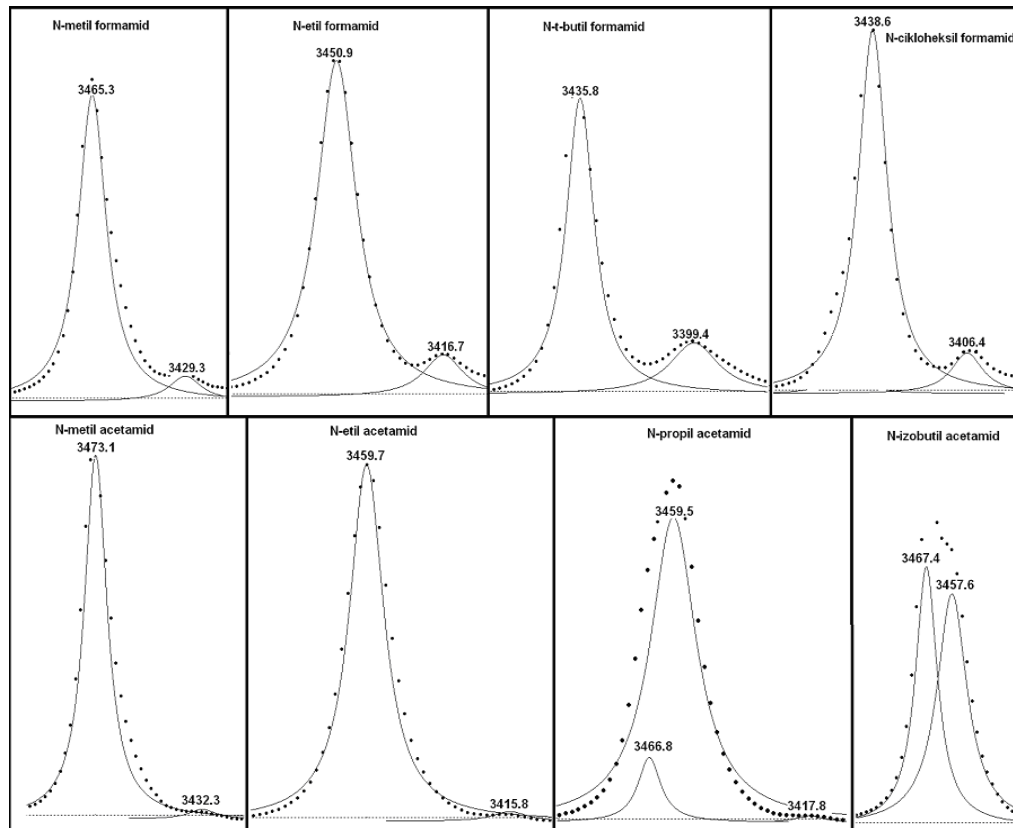 N-metil formamid
3465.3
3429.3
N-etil formamid
3450.9
3416.7
N-t-butil formamid
3435.8
3399.4
3438.6
N-cikloheksil formamid
3406.4
N-metil acetamid
3473.1
3432.3
N-etil acetamid
3459.7
3415.8
N-propil acetamid
3459.5
3466.8
3417.8
N-izobutil acetamid
3467.4
3457.6